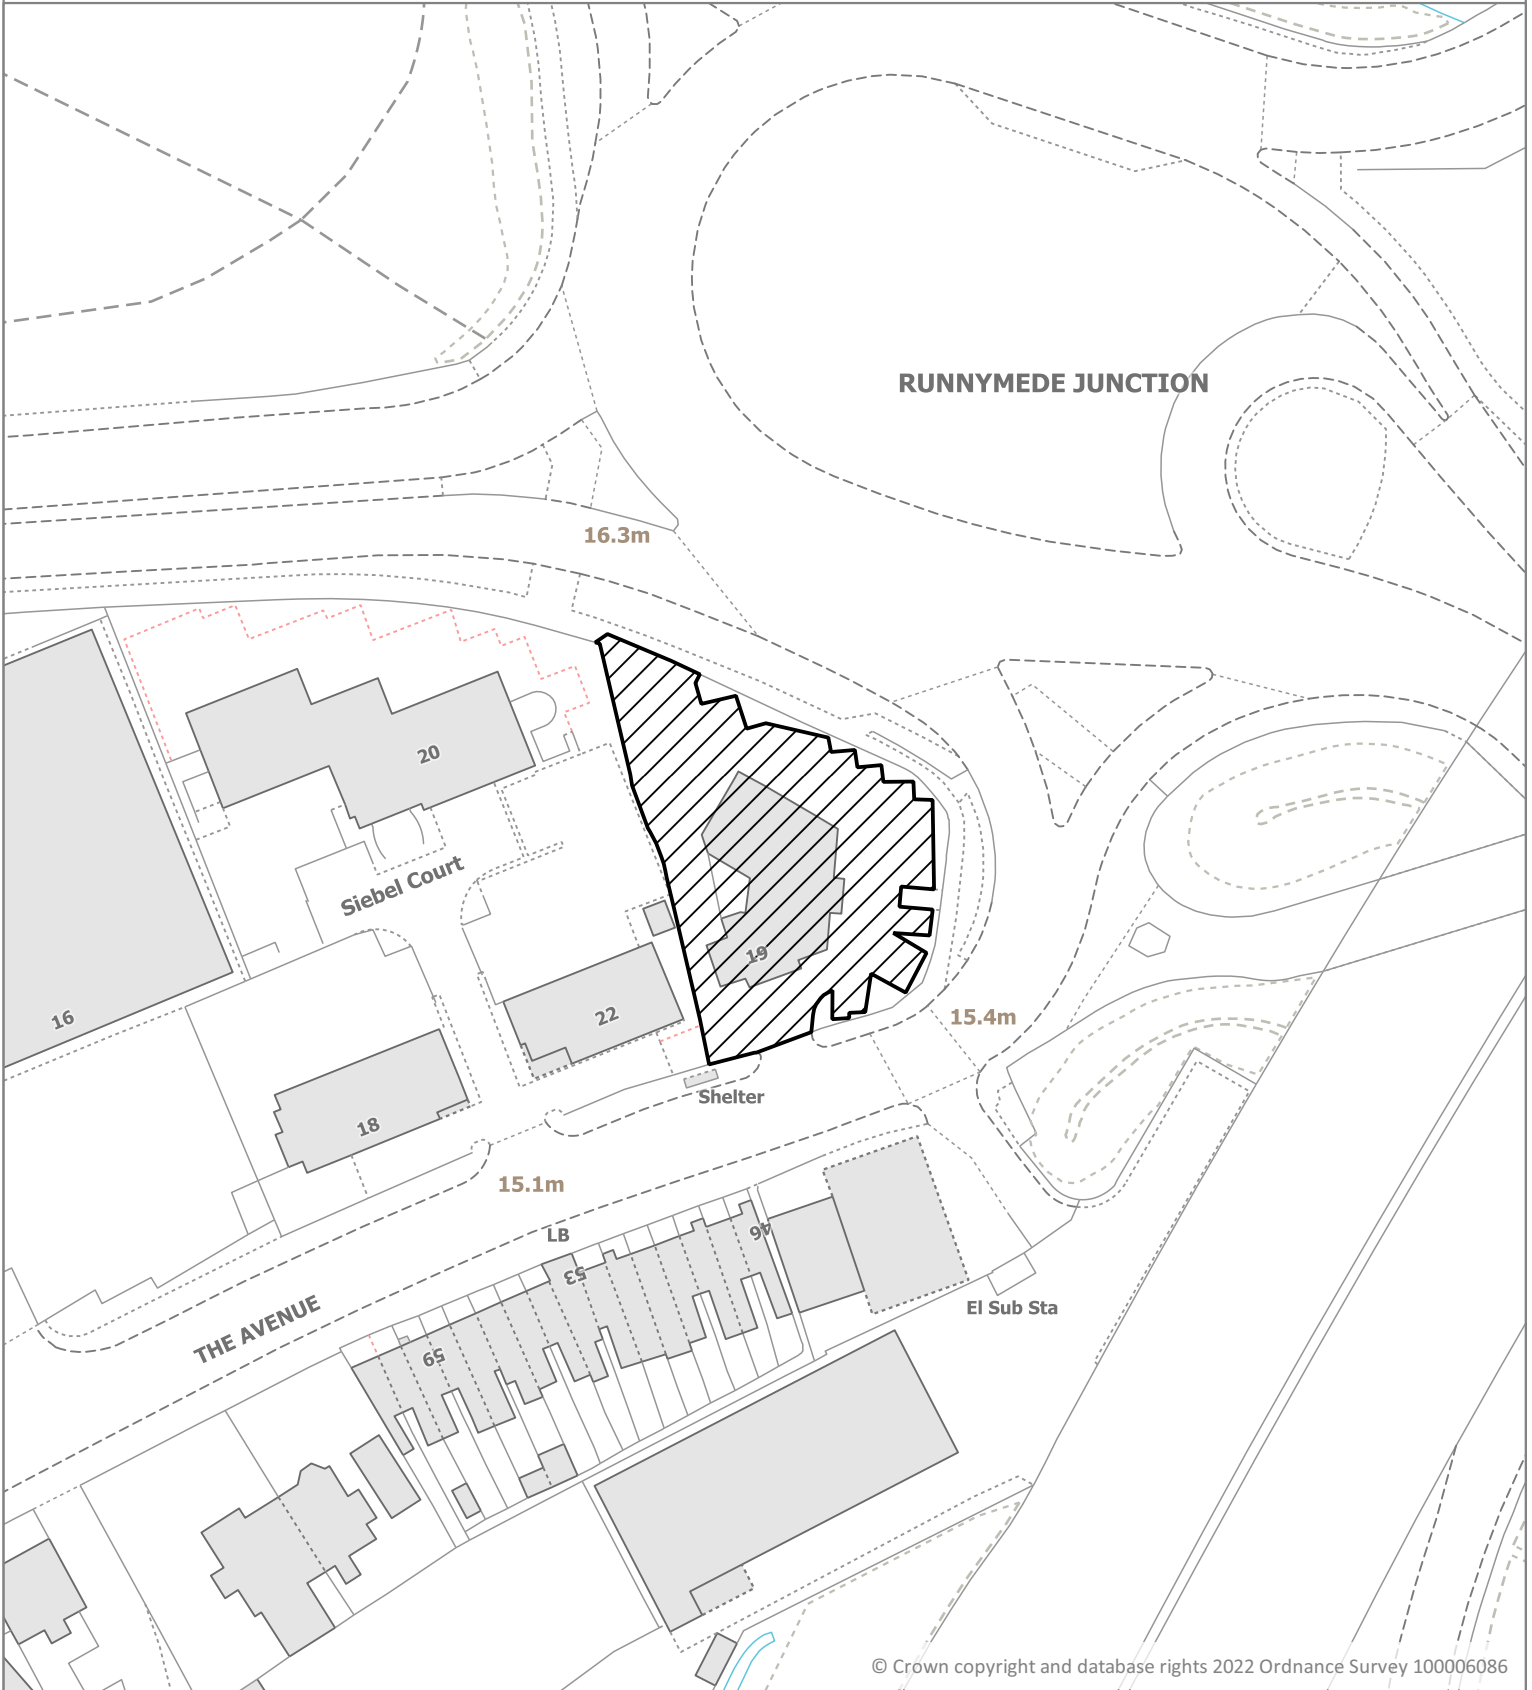 RUNNYMEDE JUNCTION
16.3m
20
Siebel Court
19
16
22
15.4m
Shelter
18
15.1m
LB
46
53
El Sub Sta
THE AVENUE
59
© Crown copyright and database rights 2022 Ordnance Survey 100006086